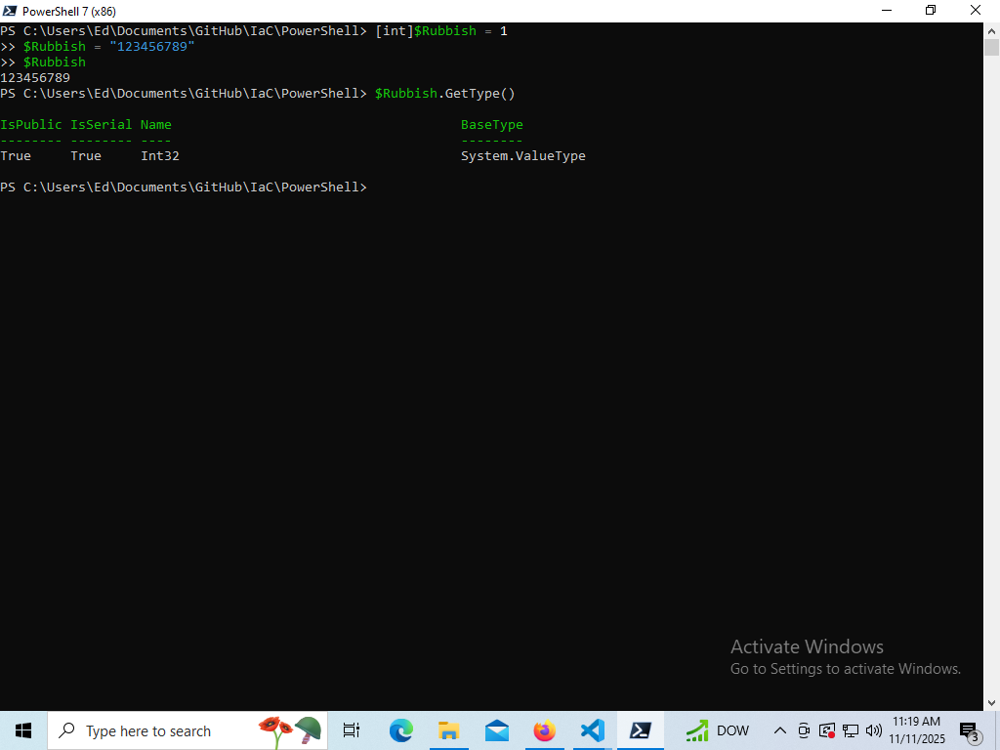 PowerShell 7 (x86)
PS C:\Users\Ed\Documents\GitHub\IaC\PowerShell> [int]$Rubbish = 1
>> $Rubbish = "123456789"
>> $Rubbish
123456789
PS C:\Users\Ed\Documents\GitHub\IaC\PowerShell> $Rubbish.GetType()
IsPublic IsSerial Name                                     BaseType
-------- -------- ----                                     --------
True     True     Int32                                    System.ValueType
PS C:\Users\Ed\Documents\GitHub\IaC\PowerShell>
Activate Windows
Go to Settings to activate Windows.
Type here to search
DOW
11:19 AM
11/11/2025
3